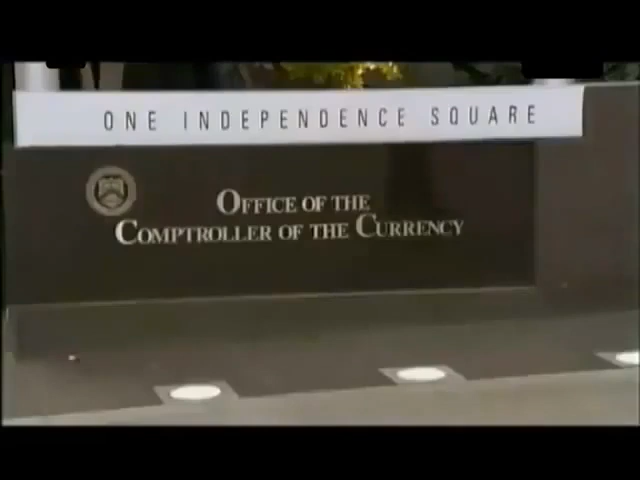 ONE INDEPENDENCE SQUARE
OFFICE OF THE
COMPTROLLER OF THE CURRENCY